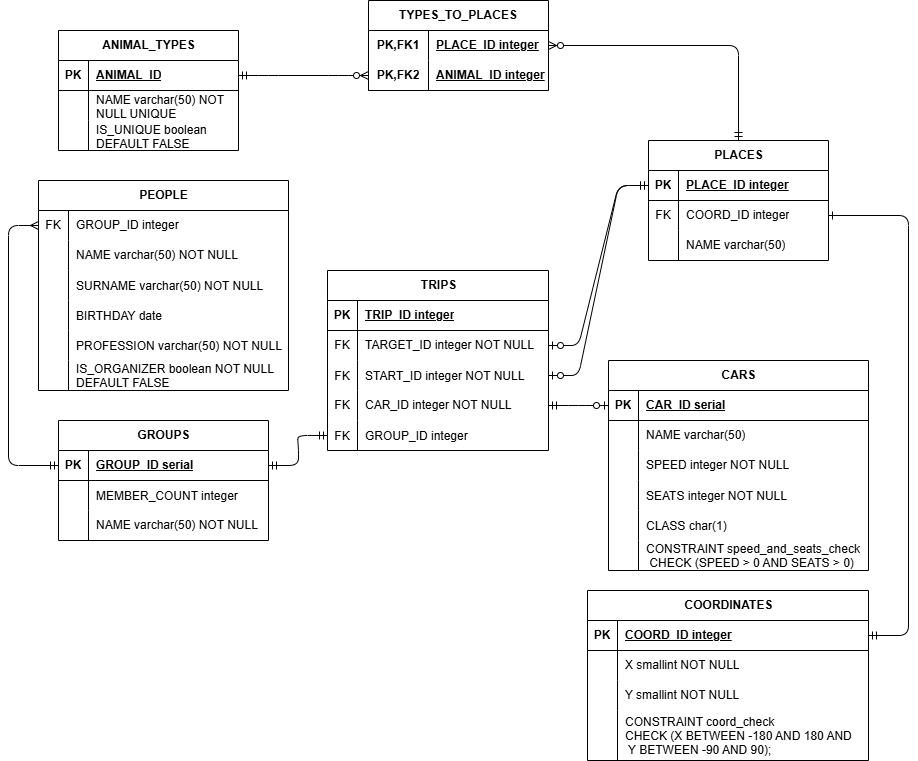 TYPES_TO_PLACES
PK,FK1 PLACE_ID integer
PK,FK2 ANIMAL_ID integer
ANIMAL_TYPES
PK ANIMAL_ID
NAME varchar(50) NOT
NULL UNIQUE
IS_UNIQUE boolean
DEFAULT FALSE
PLACES
PK PLACE_ID integer
FK COORD_ID integer
NAME varchar(50)
PEOPLE
FK GROUP_ID integer
NAME varchar(50) NOT NULL
SURNAME varchar(50) NOT NULL
BIRTHDAY date
PROFESSION varchar(50) NOT NULL
IS_ORGANIZER boolean NOT NULL
DEFAULT FALSE
TRIPS
PK TRIP_ID integer
FK TARGET_ID integer NOT NULL
FK START_ID integer NOT NULL
FK CAR_ID integer NOT NULL
FK GROUP_ID integer
CARS
PK CAR_ID serial
NAME varchar(50)
SPEED integer NOT NULL
SEATS integer NOT NULL
CLASS char(1)
CONSTRAINT speed_and_seats_check
CHECK (SPEED > 0 AND SEATS > 0)
GROUPS
PK GROUP_ID serial
MEMBER_COUNT integer
NAME varchar(50) NOT NULL
COORDINATES
PK COORD_ID integer
X smallint NOT NULL
Y smallint NOT NULL
CONSTRAINT coord_check
CHECK (X BETWEEN -180 AND 180 AND
Y BETWEEN -90 AND 90);